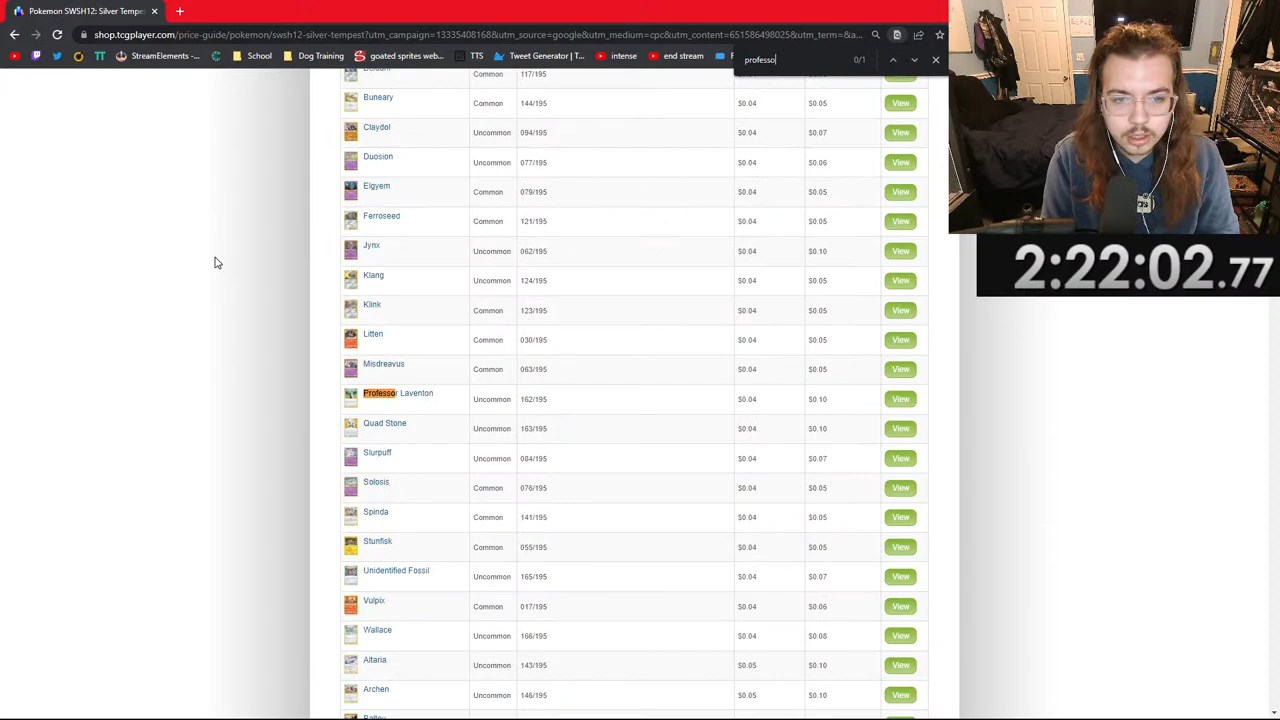 Pokemon SWSH12: Silver Tempe
shop.tcgplayer.com/price-guide/pokemon/swsh12-silver-tempest?utm_campaign=13335408168&utm_source=google&utm_medium=cpc&utm_content=651586498025&utm_term=&a...
StreamElements - ... School Dog Training goated sprites web... TTS Tweet Generator | T... intense end stream
professo 0/1
Common 117/195
Buneary Common 144/195 $0.04 $0.05 View
Claydol Uncommon 094/195 $0.04 $0.07 View
Duosion Uncommon 077/195 $0.04 $0.06 View
Elgyem Common 079/195 $0.04 $0.05 View
Ferroseed Common 121/195 $0.04 $0.05 View
Jynx Uncommon 062/195 $0.04 $0.10 View
Klang Uncommon 124/195 $0.04 $0.05 View
Klink Common 123/195 $0.04 $0.05 View
Litten Common 030/195 $0.04 $0.05 View
Misdreavus Common 063/195 $0.04 $0.05 View
Professor Laventon Uncommon 162/195 $0.04 $0.10 View
Quad Stone Uncommon 163/195 $0.04 $0.10 View
Slurpuff Uncommon 084/195 $0.04 $0.07 View
Solosis Common 076/195 $0.04 $0.05 View
Spinda Common 141/195 $0.04 $0.05 View
Stunfisk Common 055/195 $0.04 $0.05 View
Unidentified Fossil Uncommon 165/195 $0.04 $0.07 View
Vulpix Common 017/195 $0.04 $0.06 View
Wallace Uncommon $0.04 $0.08 View
Altaria Uncommon 143/195 $0.05 $0.10 View
Archen Uncommon 146/195 $0.05 $0.10 View
2:22:02.77